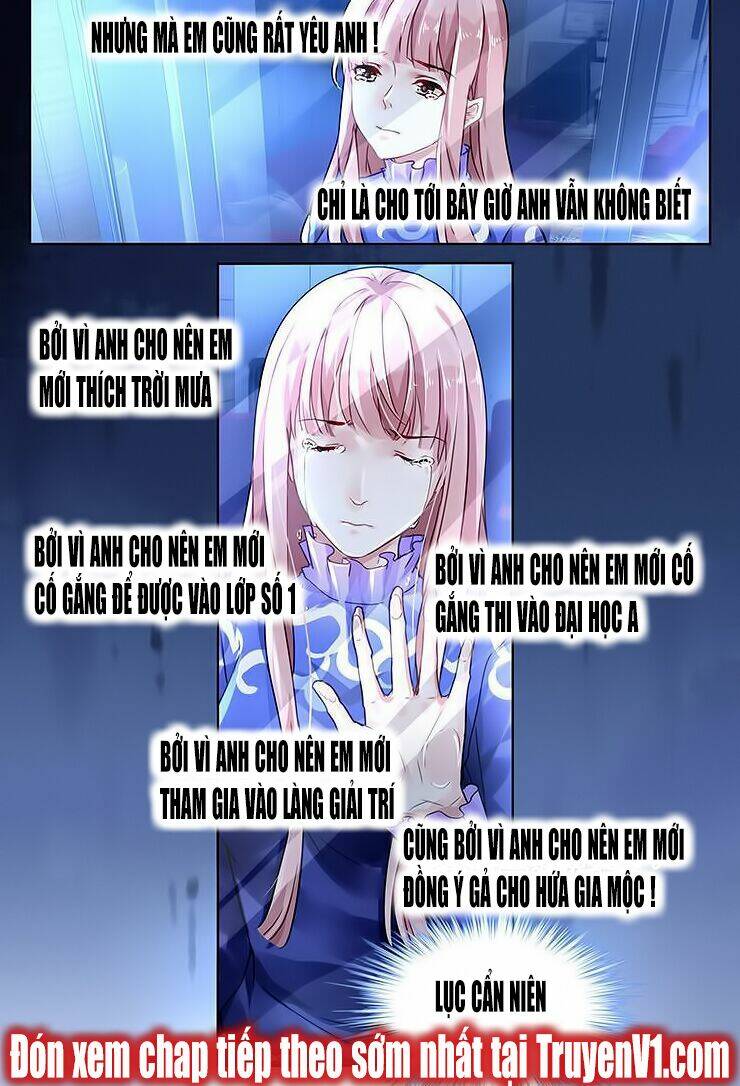 NHƯNG MÀ EM CŨNG RẤT YÊU ANH !
CHỈ LÀ CHO TỚI BÂY GIỜ ANH VẪN KHÔNG BIẾT
BỞI VÌ ANH CHO NÊN EM
MỚI THÍCH TRỜI MƯA
BỞI VÌ ANH CHO NÊN EM MỚI
CỐ GẮNG ĐỂ ĐƯỢC VÀO LỚP SỐ 1
BỞI VÌ ANH CHO NÊN EM MỚI CỐ
GẮNG THI VÀO ĐẠI HỌC A
BỞI VÌ ANH CHO NÊN EM MỚI
THAM GIA VÀO LÀNG GIẢI TRÍ
CŨNG BỞI VÌ ANH CHO NÊN EM MỚI
ĐỒNG Ý GẢ CHO HỨA GIA MỘC !
LỤC CẨN NIÊN
Đón xem chap tiếp theo sớm nhất tại TruyenV1.com